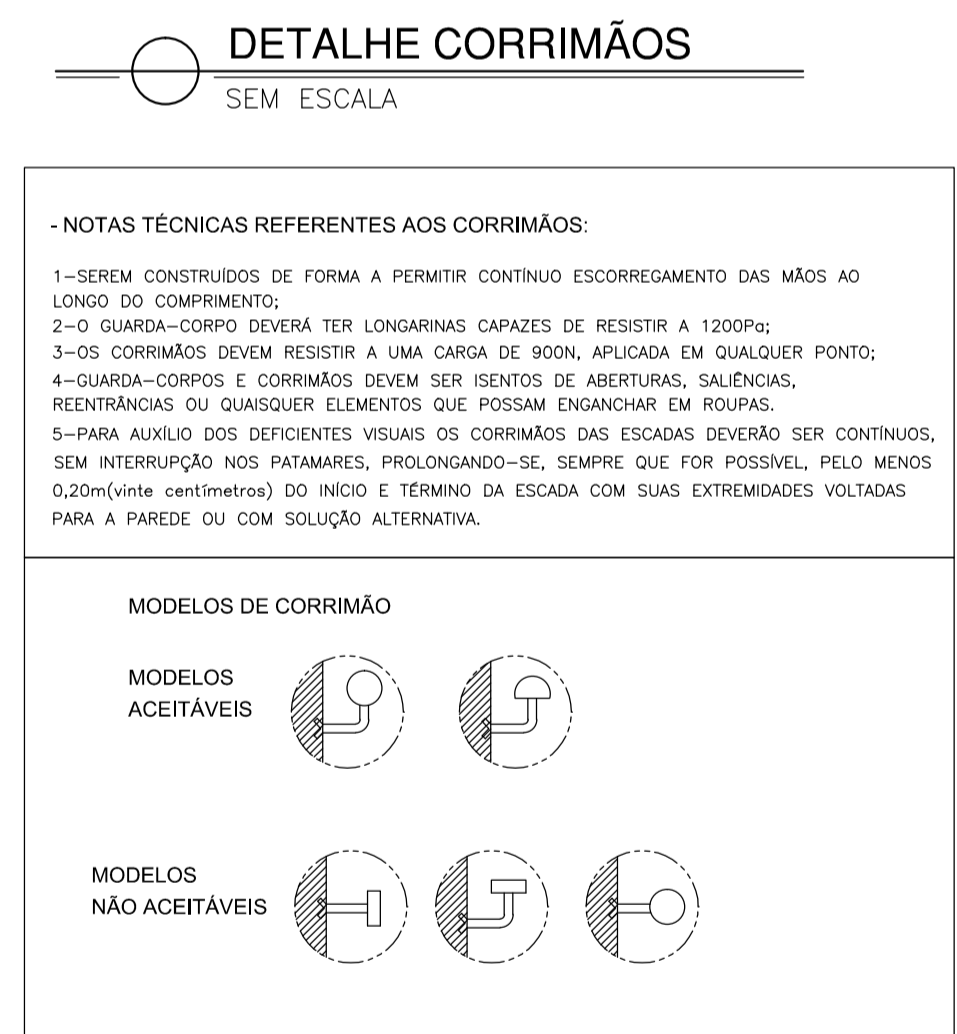 DETALHE CORRIMÃOS
SEM ESCALA
- NOTAS TÉCNICAS REFERENTES AOS CORRIMÃOS:
1-SEREM CONSTRUÍDOS DE FORMA A PERMITIR CONTÍNUO ESCORREGAMENTO DAS MÃOS AO
LONGO DO COMPRIMENTO;
2-O GUARDA-CORPO DEVERÁ TER LONGARINAS CAPAZES DE RESISTIR A 1200Pa;
3-OS CORRIMÃOS DEVEM RESISTIR A UMA CARGA DE 900N, APLICADA EM QUALQUER PONTO;
4-GUARDA-CORPOS E CORRIMÃOS DEVEM SER ISENTOS DE ABERTURAS, SALIÊNCIAS,
REENTRÂNCIAS OU QUAISQUER ELEMENTOS QUE POSSAM ENGANCHAR EM ROUPAS.
5-PARA AUXÍLIO DOS DEFICIENTES VISUAIS OS CORRIMÃOS DAS ESCADAS DEVERÃO SER CONTÍNUOS,
SEM INTERRUPÇÃO NOS PATAMARES, PROLONGANDO-SE, SEMPRE QUE FOR POSSÍVEL, PELO MENOS
0,20m(vinte centímetros) DO INÍCIO E TÉRMINO DA ESCADA COM SUAS EXTREMIDADES VOLTADAS
PARA A PAREDE OU COM SOLUÇÃO ALTERNATIVA.
MODELOS DE CORRIMÃO
MODELOS
ACEITÁVEIS
MODELOS
NÃO ACEITÁVEIS